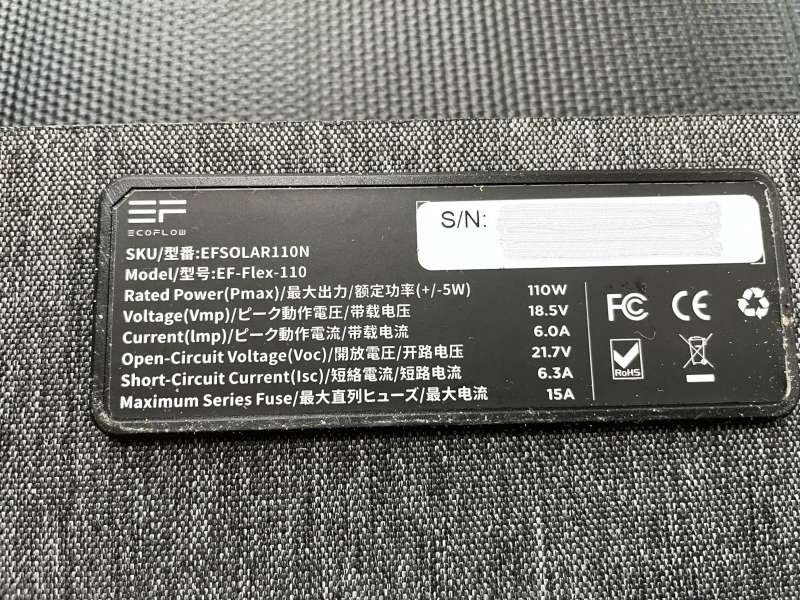 EF
ECOFLOW
S/N:
SKU/型番:EFSOLAR110N
Model/型号:EF-Flex-110
Rated Power(Pmax)/最大出力/额定功率(+/-5W) 110W
Voltage(Vmp)/ピーク動作電圧/带载电压 18.5V
Current(lmp)/ピーク動作電流/带载电流 6.0A
Open-Circuit Voltage(Voc)/開放電圧/开路电压 21.7V
Short-Circuit Current(Isc)/短絡電流/短路电流 6.3A
Maximum Series Fuse/最大直列ヒューズ/最大电流 15A
FC CE
RoHS